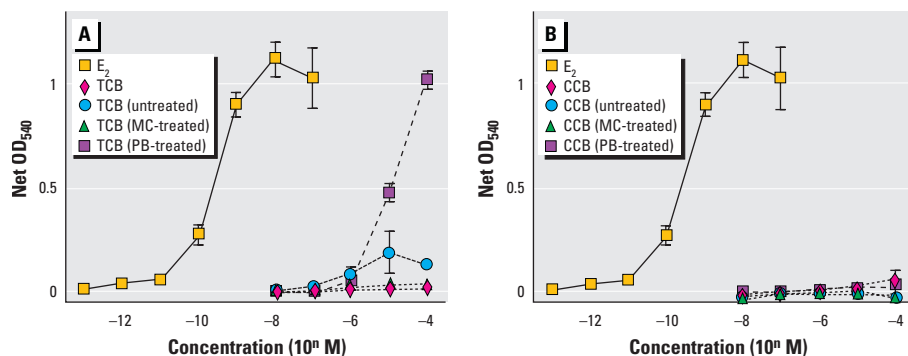 A
E₂
TCB
TCB (untreated)
TCB (MC-treated)
TCB (PB-treated)
Net OD₅₄₀
1
0.5
0
–12 –10 –8 –6 –4
Concentration (10ⁿ M)
B
E₂
CCB
CCB (untreated)
CCB (MC-treated)
CCB (PB-treated)
Net OD₅₄₀
1
0.5
0
–12 –10 –8 –6 –4
Concentration (10ⁿ M)